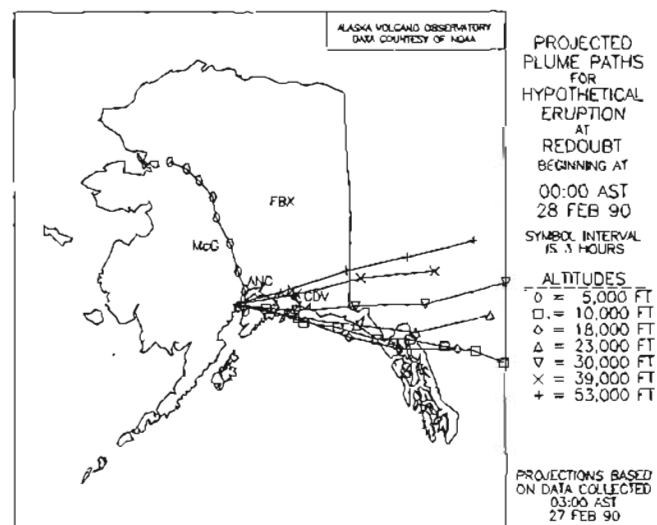 ALASKA VOLCANO OBSERVATORY
DATA COURTESY OF NOAA
PROJECTED
PLUME PATHS
FOR
HYPOTHETICAL
ERUPTION
AT
REDOUBT
BEGINNING AT
00:00 AST
28 FEB 90
SYMBOL INTERVAL
IS 3 HOURS
ALTITUDES
◊ = 5,000 FT
□ = 10,000 FT
◇ = 18,000 FT
△ = 23,000 FT
▽ = 30,000 FT
× = 39,000 FT
+ = 53,000 FT
PROJECTIONS BASED
ON DATA COLLECTED
03:00 AST
27 FEB 90
FBX
McG
ANC
CDV